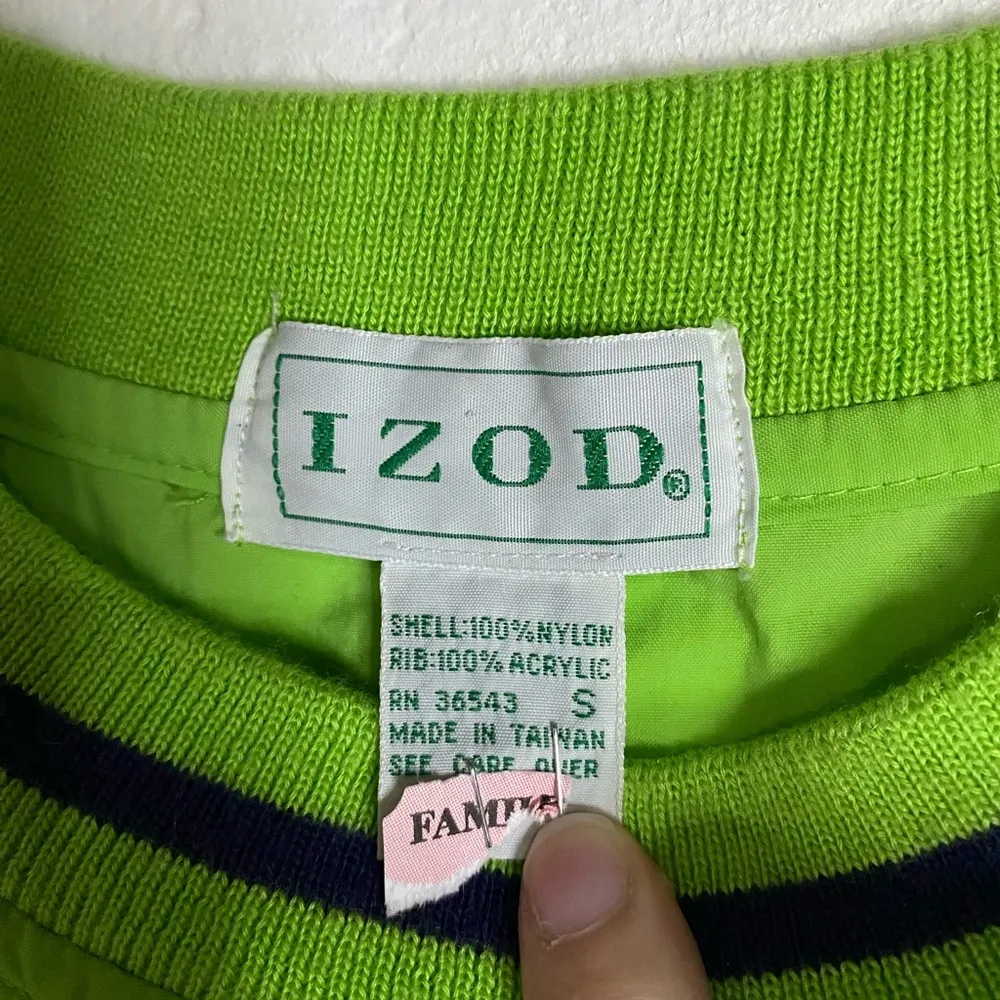 IZOD®
SHELL:100%NYLON
RIB:100% ACRYLIC
RN 36543 S
MADE IN TAIWAN
SEE CARE OVER